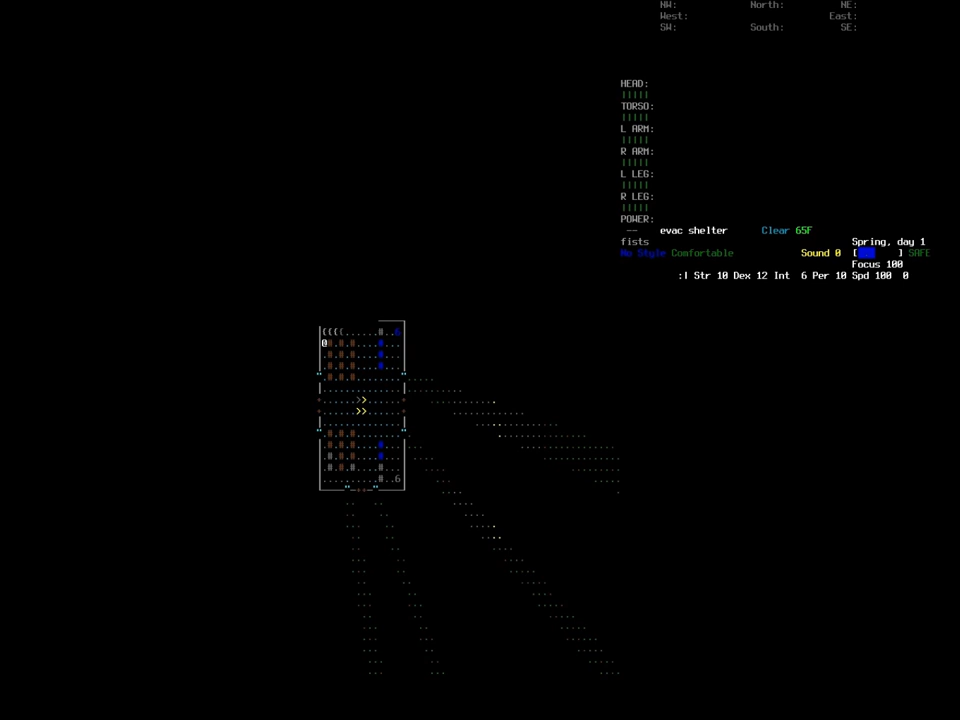 NW: North: NE:
West: East:
SW: South: SE:
HEAD:
|||||
TORSO:
|||||
L ARM:
|||||
R ARM:
|||||
L LEG:
|||||
R LEG:
|||||
POWER:
-- evac shelter Clear 65F
fists Spring, day 1
No Style Comfortable Sound 0 [ ] SAFE
Focus 100
:| Str 10 Dex 12 Int 6 Per 10 Spd 100 0